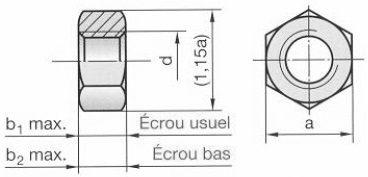 d
(1,15a)
b₁ max. Écrou usuel
b₂ max. Écrou bas
a